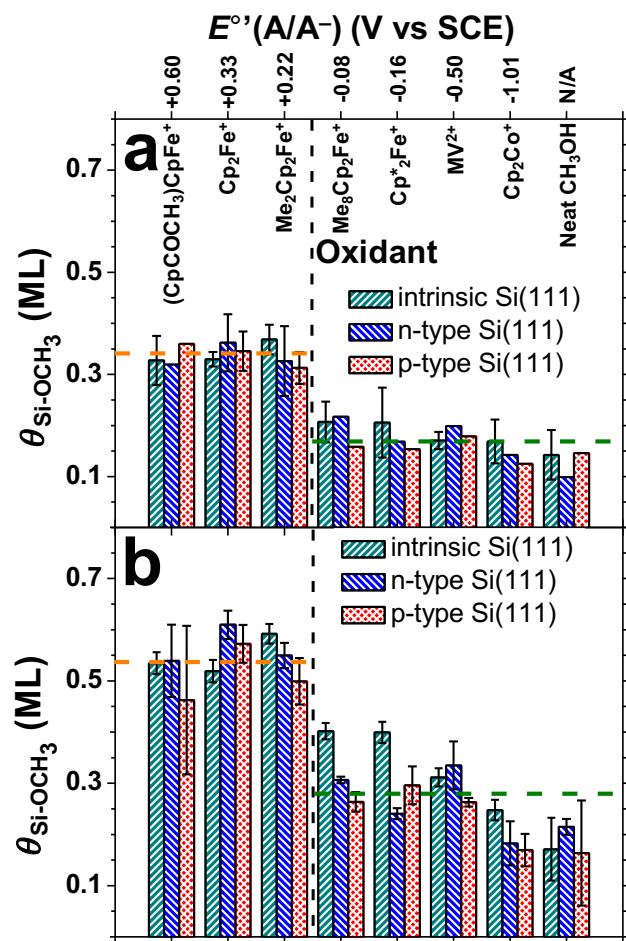 E°'(A/A⁻) (V vs SCE)
+0.60
+0.33
+0.22
-0.08
-0.16
-0.50
-1.01
N/A
a
(CpCOCH₃)CpFe⁺
Cp₂Fe⁺
Me₂Cp₂Fe⁺
Me₈Cp₂Fe⁺
Cp*₂Fe⁺
MV²⁺
Cp₂Co⁺
Neat CH₃OH
Oxidant
intrinsic Si(111)
n-type Si(111)
p-type Si(111)
0.7
0.5
0.3
0.1
θSi-OCH₃ (ML)
b
intrinsic Si(111)
n-type Si(111)
p-type Si(111)
0.7
0.5
0.3
0.1
θSi-OCH₃ (ML)